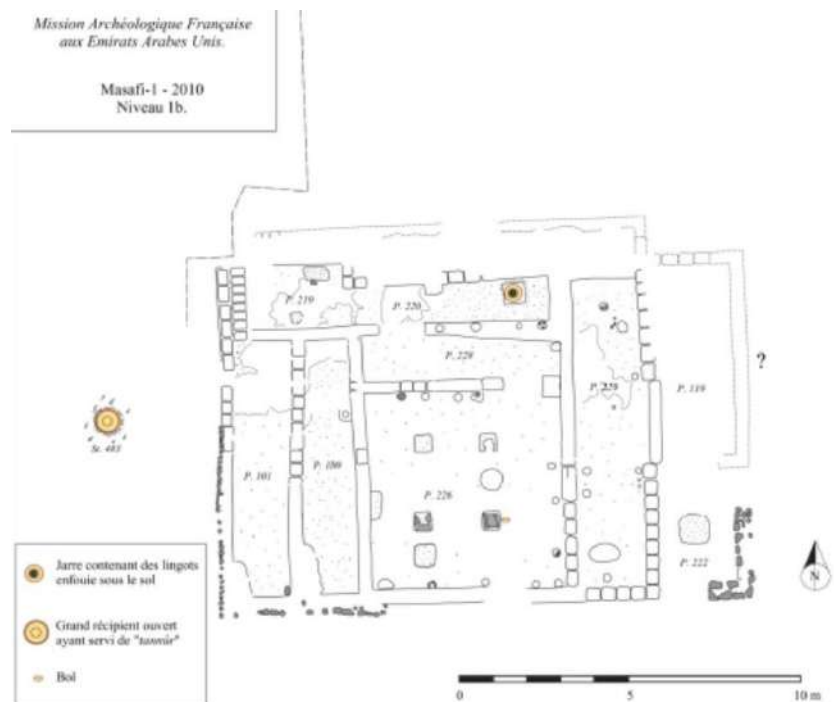 Mission Archéologique Française
aux Emirats Arabes Unis.
Masafi-1 - 2010
Niveau 1b.
P. 219
P. 220
P. 228
P. 229
P. 119
?
St. 403
P. 101
P. 100
P. 226
P. 222
Jarre contenant des lingots
enfouie sous le sol
Grand récipient ouvert
ayant servi de "tannûr"
Bol
N
0
5
10 m